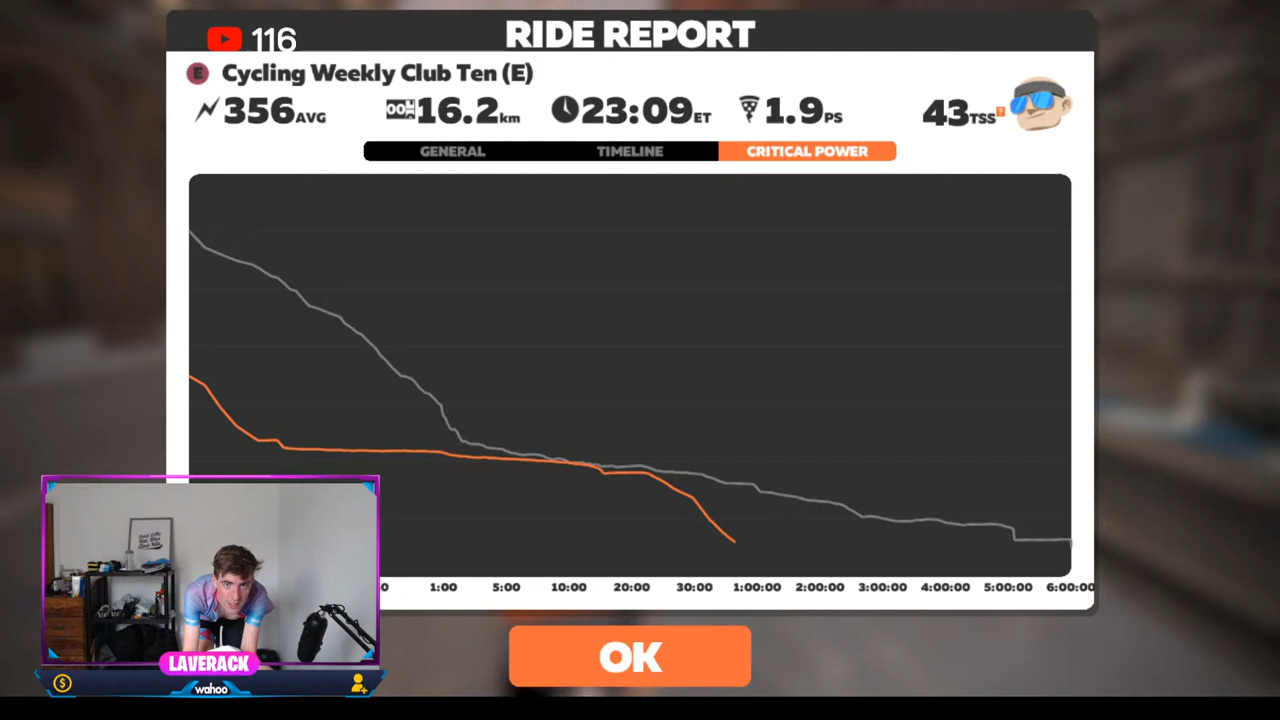 116
RIDE REPORT
E Cycling Weekly Club Ten (E)
356AVG 16.2km 23:09ET 1.9PS 43TSS?
GENERAL TIMELINE CRITICAL POWER
0 1:00 5:00 10:00 20:00 30:00 1:00:00 2:00:00 3:00:00 4:00:00 5:00:00 6:00:00
LAVERACK
wahoo
OK